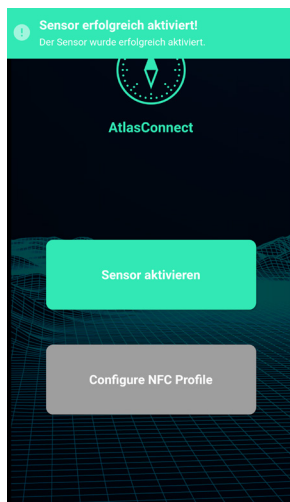 Sensor erfolgreich aktiviert!
Der Sensor wurde erfolgreich aktiviert.
AtlasConnect
Sensor aktivieren
Configure NFC Profile